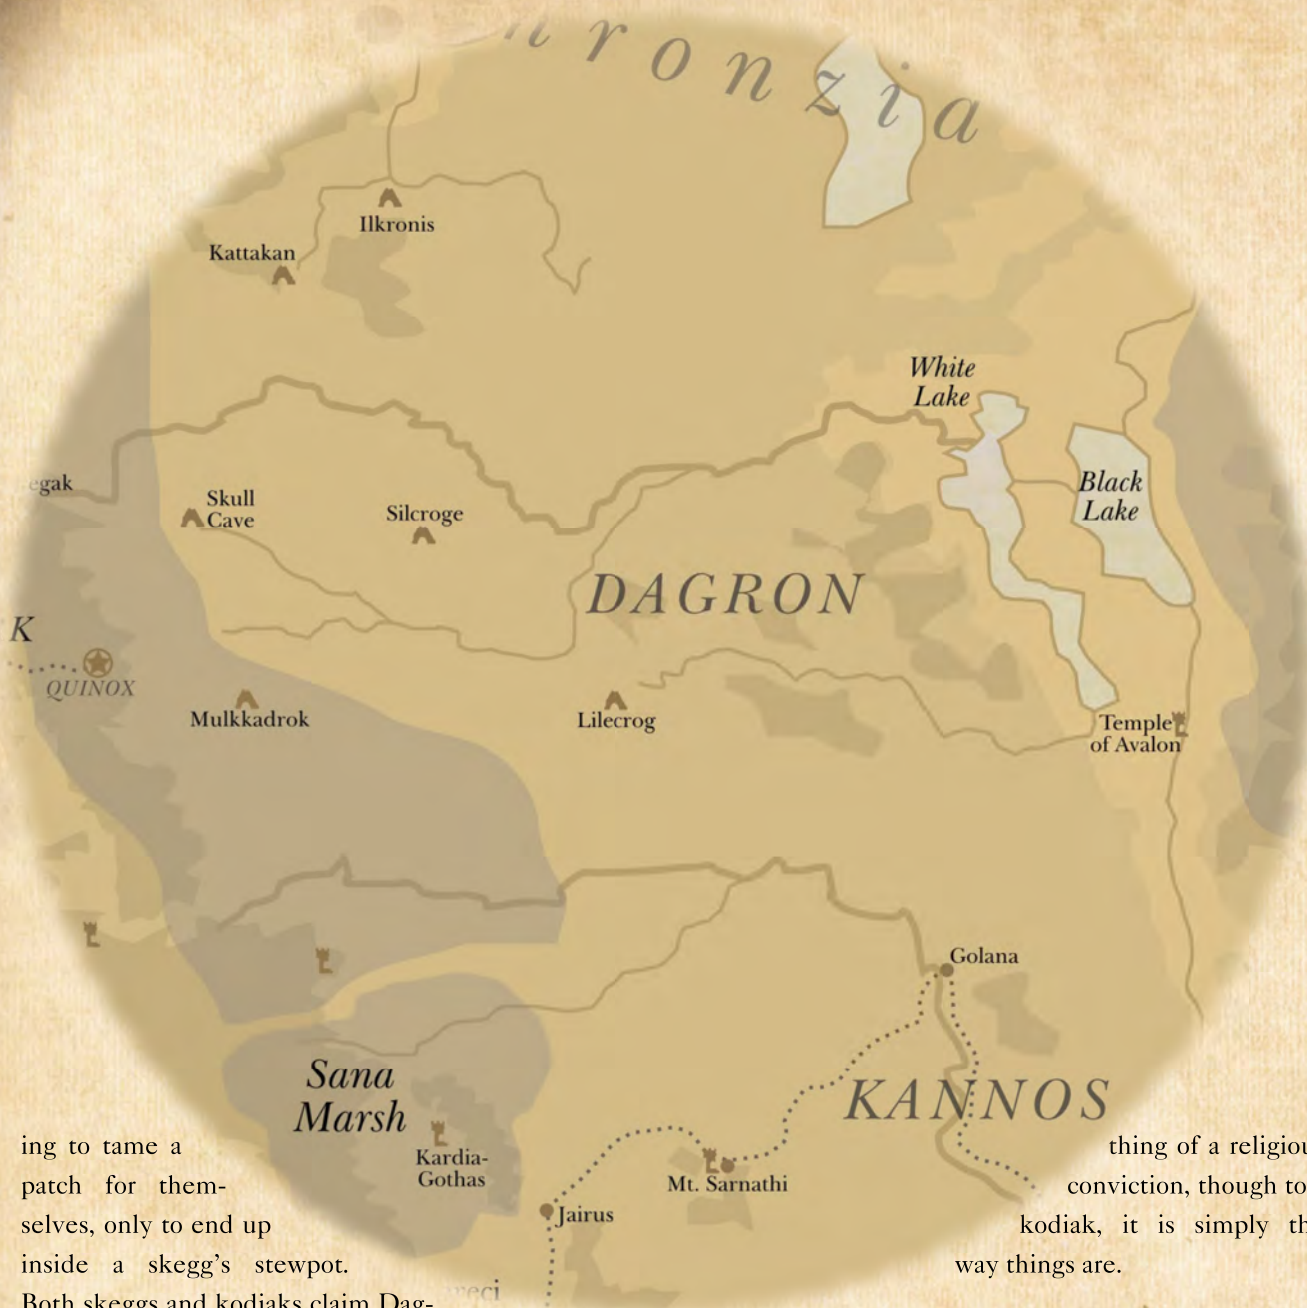 hronzia
Ilkronis
Kattakan
White
Lake
Black
Lake
egak
Skull
Cave
Silcroge
DAGRON
K
QUINOX
Mulkkadrok
Lilecrog
Temple
of Avalon
Golana
Sana
Marsh
KANNOS
Kardia-
Gothas
Mt. Sarnathi
Jairus
reci
ing to tame a
patch for them-
selves, only to end up
inside a skegg's stewpot.
Both skeggs and kodiaks claim Dag-
thing of a religiou
conviction, though to
kodiak, it is simply th
way things are.